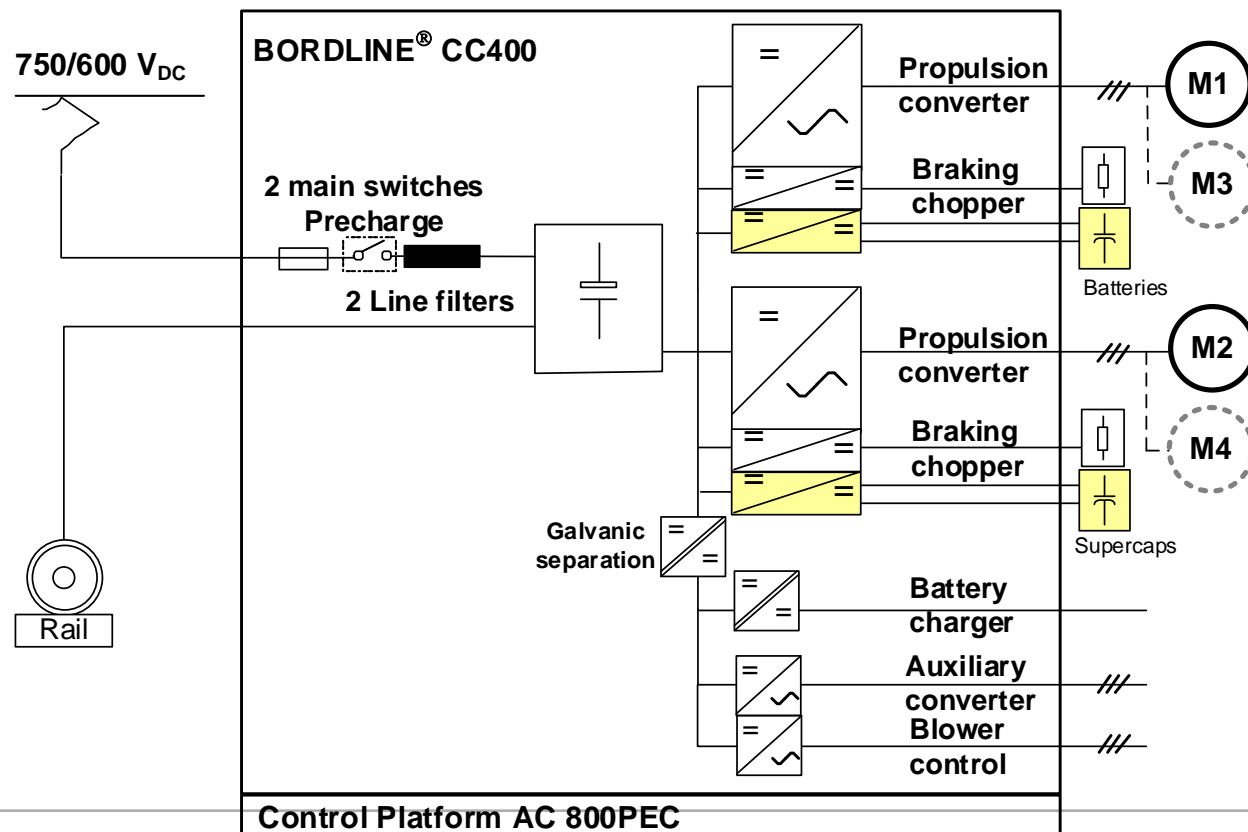 BORDLINE® CC400
750/600 VDC
Propulsion
converter
M1
M3
2 main switches
Precharge
Braking
chopper
Batteries
2 Line filters
Propulsion
converter
M2
M4
Braking
chopper
Supercaps
Galvanic
separation
Battery
charger
Rail
Auxiliary
converter
Blower
control
Control Platform AC 800PEC